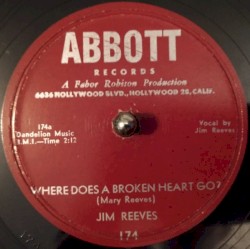 ABBOTT
RECORDS
A Fabor Robison Production
6636 HOLLYWOOD BLVD., HOLLYWOOD 28, CALIF.
174a
Dandelion Music
B.M.I.-Time 2:12
Vocal by
Jim Reeves
WHERE DOES A BROKEN HEART GO?
(Mary Reeves)
JIM REEVES
174